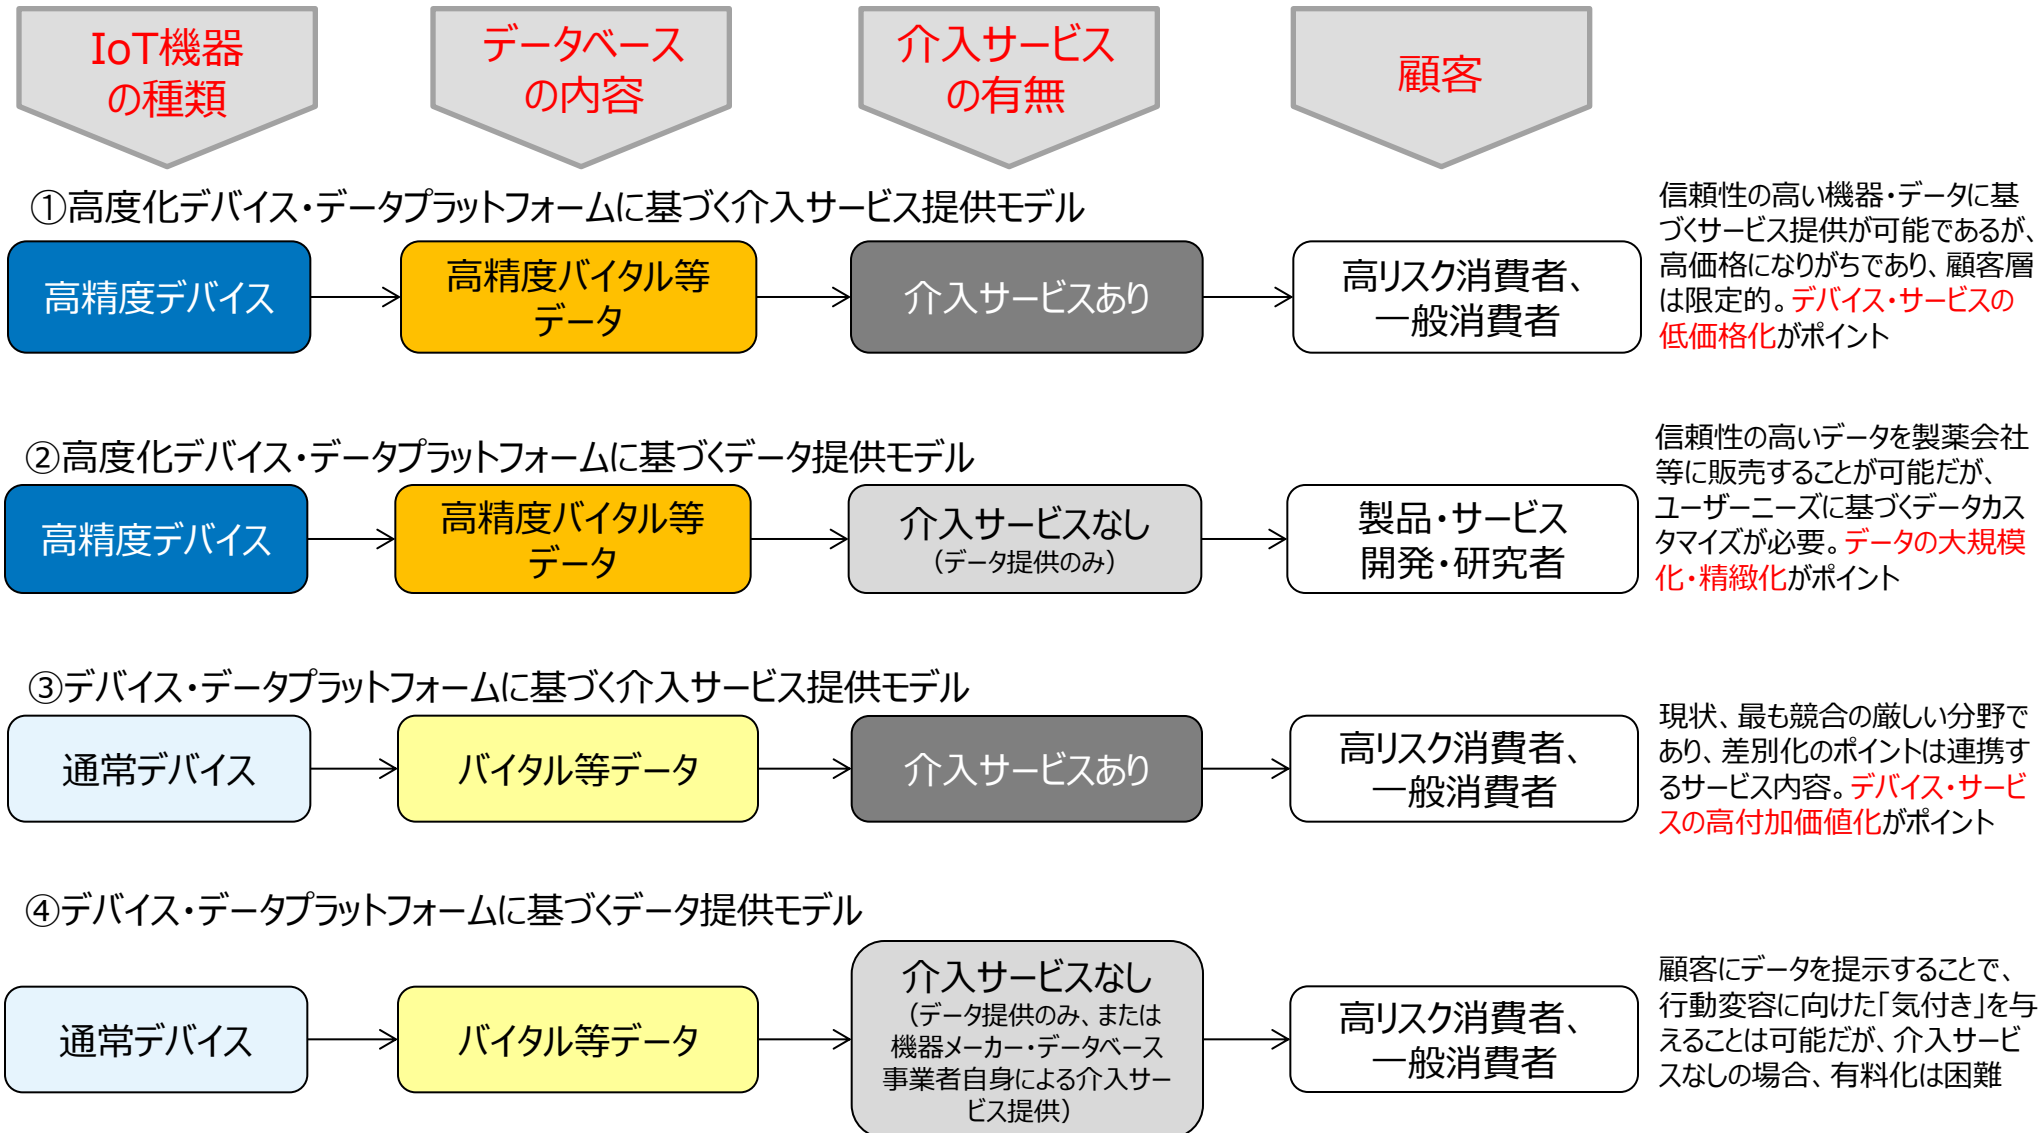 IoT機器
の種類
データベース
の内容
介入サービス
の有無
顧客
①高度化デバイス・データプラットフォームに基づく介入サービス提供モデル
高精度デバイス
高精度バイタル等
データ
介入サービスあり
高リスク消費者、
一般消費者
信頼性の高い機器・データに基
づくサービス提供が可能であるが、
高価格になりがちであり、顧客層
は限定的。デバイス・サービスの
低価格化がポイント
②高度化デバイス・データプラットフォームに基づくデータ提供モデル
高精度デバイス
高精度バイタル等
データ
介入サービスなし
（データ提供のみ）
製品・サービス
開発・研究者
信頼性の高いデータを製薬会社
等に販売することが可能だが、
ユーザーニーズに基づくデータカス
タマイズが必要。データの大規模
化・精緻化がポイント
③デバイス・データプラットフォームに基づく介入サービス提供モデル
通常デバイス
バイタル等データ
介入サービスあり
高リスク消費者、
一般消費者
現状、最も競合の厳しい分野で
あり、差別化のポイントは連携す
るサービス内容。デバイス・サービ
スの高付加価値化がポイント
④デバイス・データプラットフォームに基づくデータ提供モデル
通常デバイス
バイタル等データ
介入サービスなし
（データ提供のみ、または
機器メーカー・データベース
事業者自身による介入サー
ビス提供）
高リスク消費者、
一般消費者
顧客にデータを提示することで、
行動変容に向けた「気付き」を与
えることは可能だが、介入サービ
スなしの場合、有料化は困難